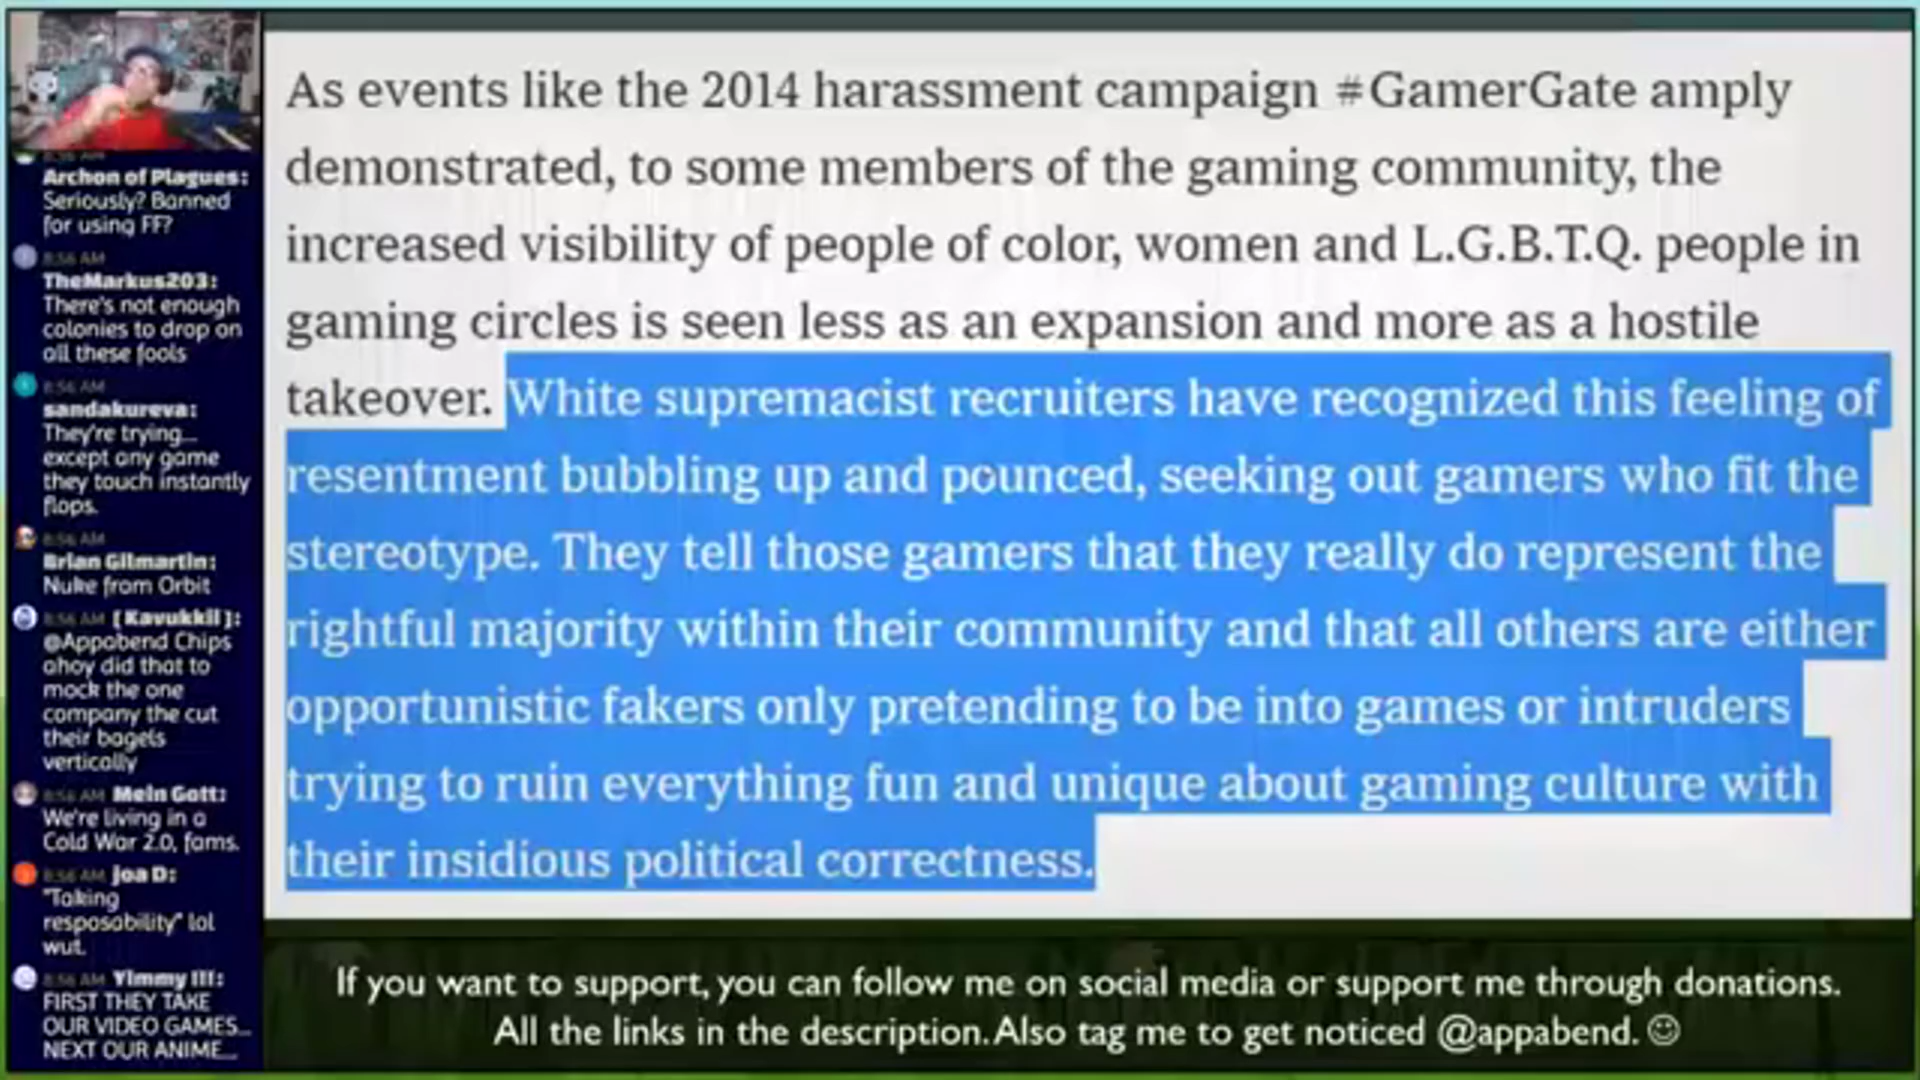 As events like the 2014 harassment campaign #GamerGate amply
demonstrated, to some members of the gaming community, the
increased visibility of people of color, women and L.G.B.T.Q. people in
gaming circles is seen less as an expansion and more as a hostile
takeover. White supremacist recruiters have recognized this feeling of
resentment bubbling up and pounced, seeking out gamers who fit the
stereotype. They tell those gamers that they really do represent the
rightful majority within their community and that all others are either
opportunistic fakers only pretending to be into games or intruders
trying to ruin everything fun and unique about gaming culture with
their insidious political correctness.
8:56 AM
Archon of Plagues:
Seriously? Banned
for using FF?
8:56 AM
TheMarkus203:
There's not enough
colonies to drop on
all these fools
8:56 AM
sandakureva:
They're trying...
except any game
they touch instantly
flops.
8:56 AM
Brian Gilmartin:
Nuke from Orbit
8:56 AM [Kavukkil]:
@Appabend Chips
ahoy did that to
mock the one
company the cut
their bagels
vertically
8:56 AM Mein Gott:
We're living in a
Cold War 2.0, fams.
8:56 AM joa D:
"Taking
resposability" lol
wut.
8:56 AM Yimmy III:
FIRST THEY TAKE
OUR VIDEO GAMES...
NEXT OUR ANIME...
If you want to support, you can follow me on social media or support me through donations.
All the links in the description. Also tag me to get noticed @appabend. ☺